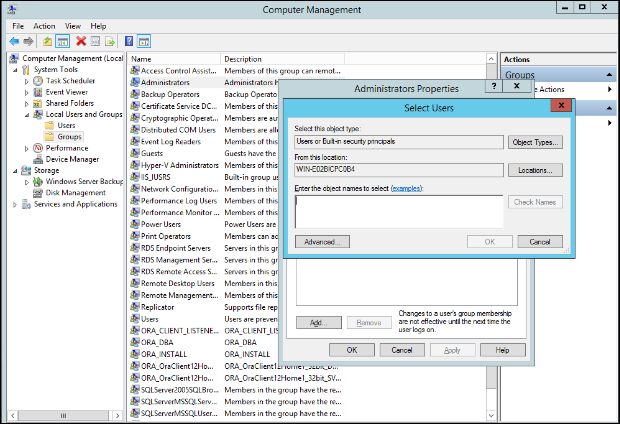 Computer Management
File Action View Help
Computer Management (Local
System Tools
Task Scheduler
Event Viewer
Shared Folders
Local Users and Groups
Users
Groups
Performance
Device Manager
Storage
Windows Server Backup
Disk Management
Services and Applications
Name Description
Access Control Assist... Members of this group can remot...
Administrators Administrators h
Backup Operators Backup Operators
Certificate Service DC... Members of this
Cryptographic Operat... Members are au
Distributed COM Users Members are alle
Event Log Readers Members of this
Guests Guests have the
Hyper-V Administrators Members of this
IIS_IUSRS Built-in group u
Network Configuratio... Members in this
Performance Log Users Members of this
Performance Monitor ... Members of this
Power Users Power Users are
Print Operators Members can ad
RDS Endpoint Servers Servers in this gr
RDS Management Ser... Servers in this gr
RDS Remote Access S... Servers in this gr
Remote Desktop Users Members in this
Remote Management... Members of this
Replicator Supports file rep
Users Users are preven
ORA_CLIENT_LISTENE... ORA_CLIENT_LIS
ORA_DBA ORA_DBA
ORA_INSTALL ORA_INSTALL
ORA_OraClient12Ho... ORA_OraClient12Home1_32bit_D...
ORA_OraClient12Ho... ORA_OraClient12Home1_32bit_SV...
SQLServer2005SQLBro... Members in the group have the re...
SQLServerMSSQLServ... Members in the group have the re...
SQLServerMSSQLUser... Members in the group have the re...
Actions
Groups
e Actions
Administrators Properties
?
X
Select Users
X
Select this object type:
Users or Built-in security principals
Object Types...
From this location:
WIN-E02BICPC0B4
Locations...
Enter the object names to select (examples):
Check Names
Advanced...
OK
Cancel
Add...
Remove
Changes to a user's group membership
are not effective until the next time the
user logs on.
OK
Cancel
Apply
Help